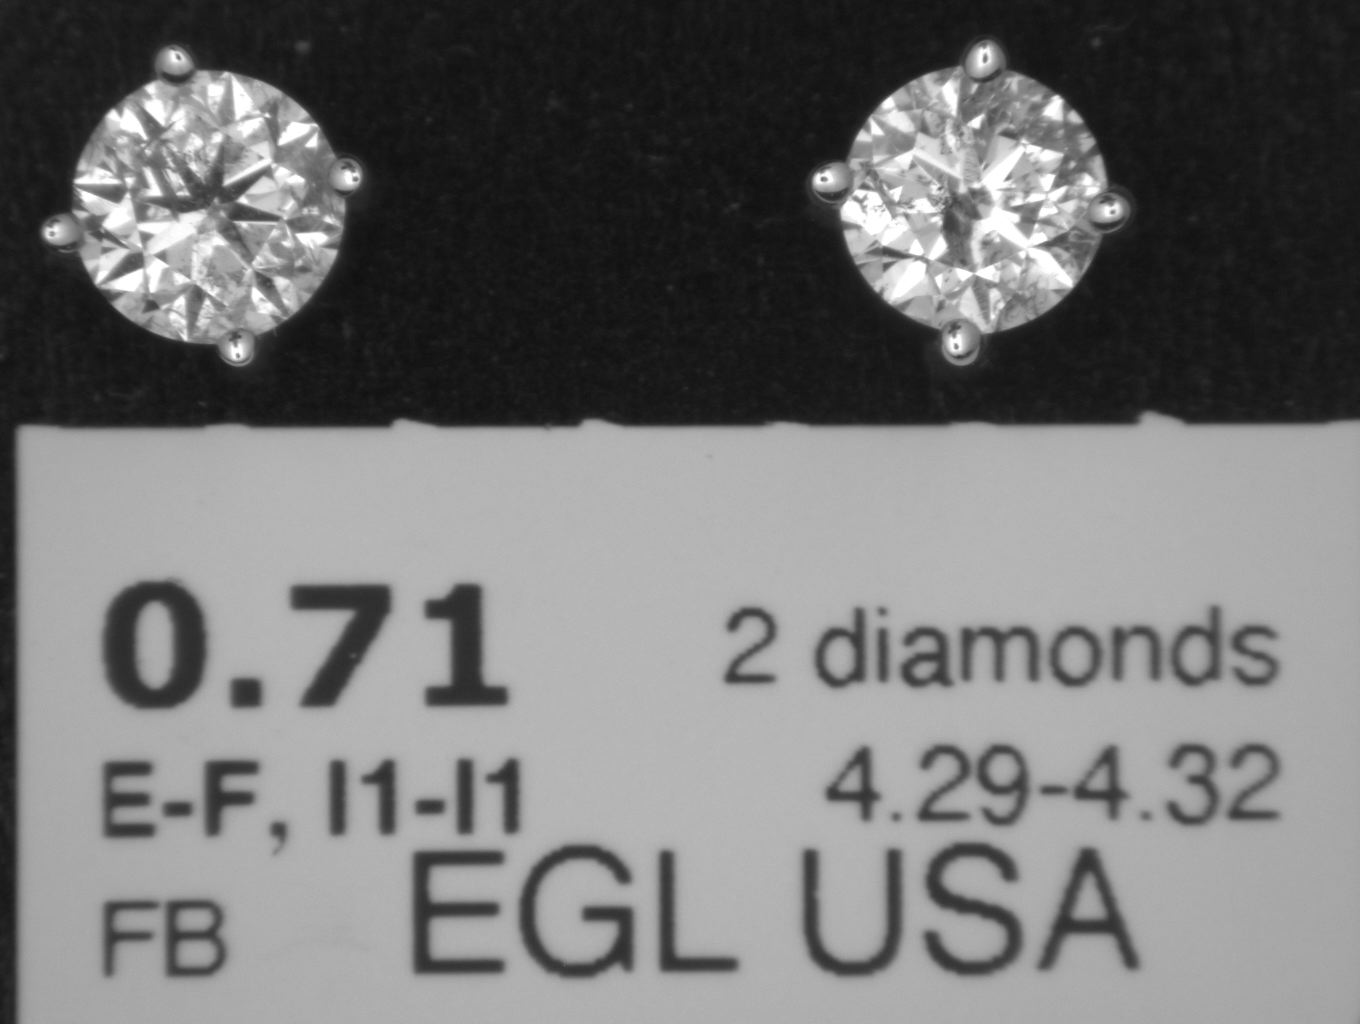 0.71 2 diamonds
E-F, I1-I1 4.29-4.32
FB EGL USA